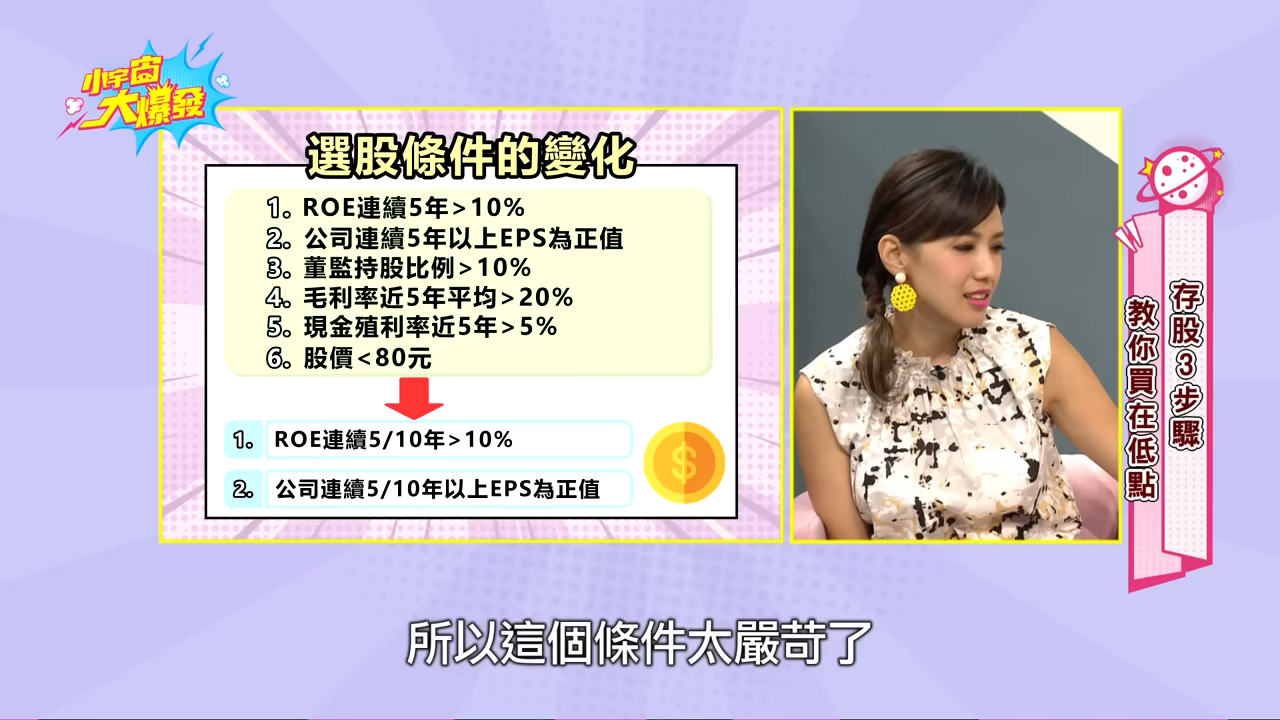 小宇宙
大爆發
選股條件的變化
1. ROE連續5年>10%
2. 公司連續5年以上EPS為正值
3. 董監持股比例>10%
4. 毛利率近5年平均>20%
5. 現金殖利率近5年>5%
6. 股價<80元
1. ROE連續5/10年>10%
2. 公司連續5/10年以上EPS為正值
$
存股3步驟
教你買在低點
所以這個條件太嚴苛了